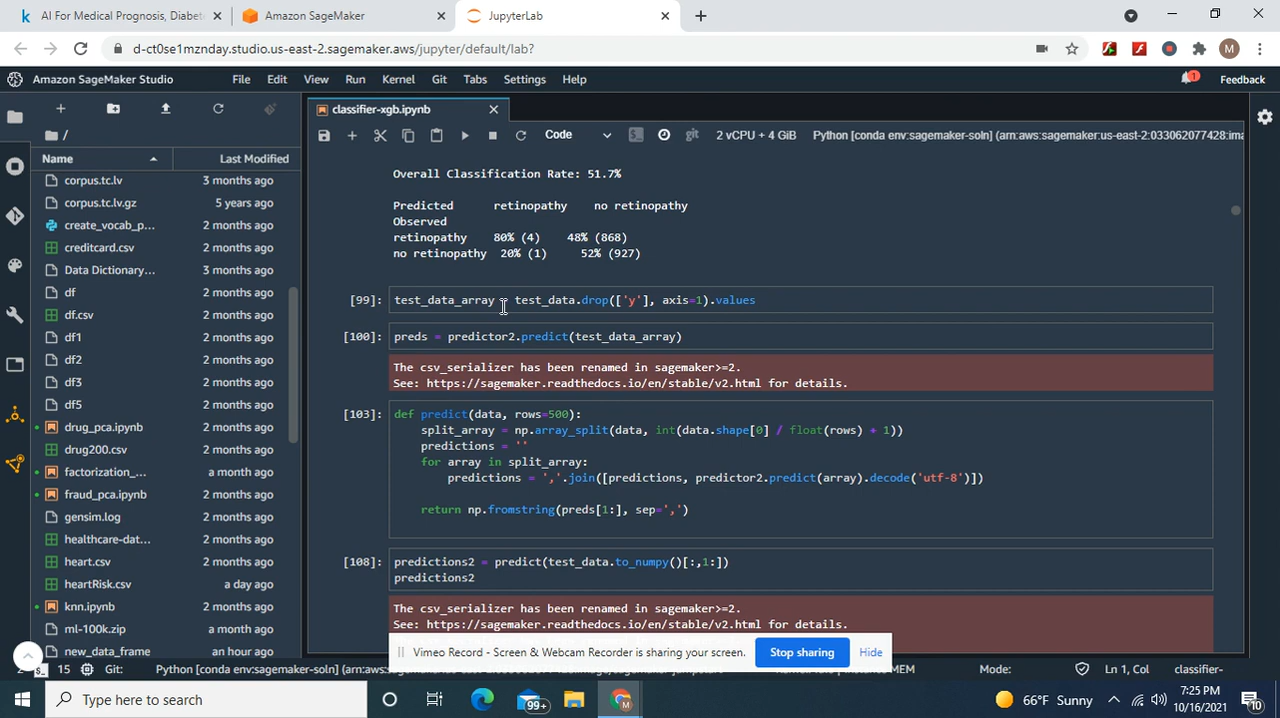 AI For Medical Prognosis, Diabet
Amazon SageMaker
JupyterLab
d-ct0se1mznday.studio.us-east-2.sagemaker.aws/jupyter/default/lab?
M
Amazon SageMaker Studio
File Edit View Run Kernel Git Tabs Settings Help
1
Feedback
classifier-xgb.ipynb
/
Code
git
2 vCPU + 4 GiB
Python [conda env:sagemaker-soln] (arn:aws:sagemaker:us-east-2:033062077428:ima
Name
Last Modified
corpus.tc.lv 3 months ago
corpus.tc.lv.gz 5 years ago
create_vocab_p... 2 months ago
creditcard.csv 2 months ago
Data Dictionary... 3 months ago
df 2 months ago
df.csv 2 months ago
df1 2 months ago
df2 2 months ago
df3 2 months ago
df5 2 months ago
drug_pca.ipynb 2 months ago
drug200.csv 2 months ago
factorization_... a month ago
fraud_pca.ipynb 2 months ago
gensim.log 2 months ago
healthcare-dat... 2 months ago
heart.csv 2 months ago
heartRisk.csv a day ago
knn.ipynb 2 months ago
ml-100k.zip a month ago
new_data_frame an hour ago
Overall Classification Rate: 51.7%
Predicted retinopathy no retinopathy
Observed
retinopathy 80% (4) 48% (868)
no retinopathy 20% (1) 52% (927)
[99]: test_data_array = test_data.drop(['y'], axis=1).values
[100]: preds = predictor2.predict(test_data_array)
The csv_serializer has been renamed in sagemaker>=2.
See: https://sagemaker.readthedocs.io/en/stable/v2.html for details.
[103]: def predict(data, rows=500):
split_array = np.array_split(data, int(data.shape[0] / float(rows) + 1))
predictions = ''
for array in split_array:
predictions = ','.join([predictions, predictor2.predict(array).decode('utf-8')])
return np.fromstring(preds[1:], sep=',')
[108]: predictions2 = predict(test_data.to_numpy()[:,1:])
predictions2
The csv_serializer has been renamed in sagemaker>=2.
See: https://sagemaker.readthedocs.io/en/stable/v2.html for details.
Vimeo Record - Screen & Webcam Recorder is sharing your screen.
Stop sharing
Hide
15
Git:
Python [conda env:sagemaker-soln] (arn:aws
MEM
Mode:
Ln 1, Col
classifier-
Type here to search
99+
M
66°F Sunny
7:25 PM
10/16/2021
10